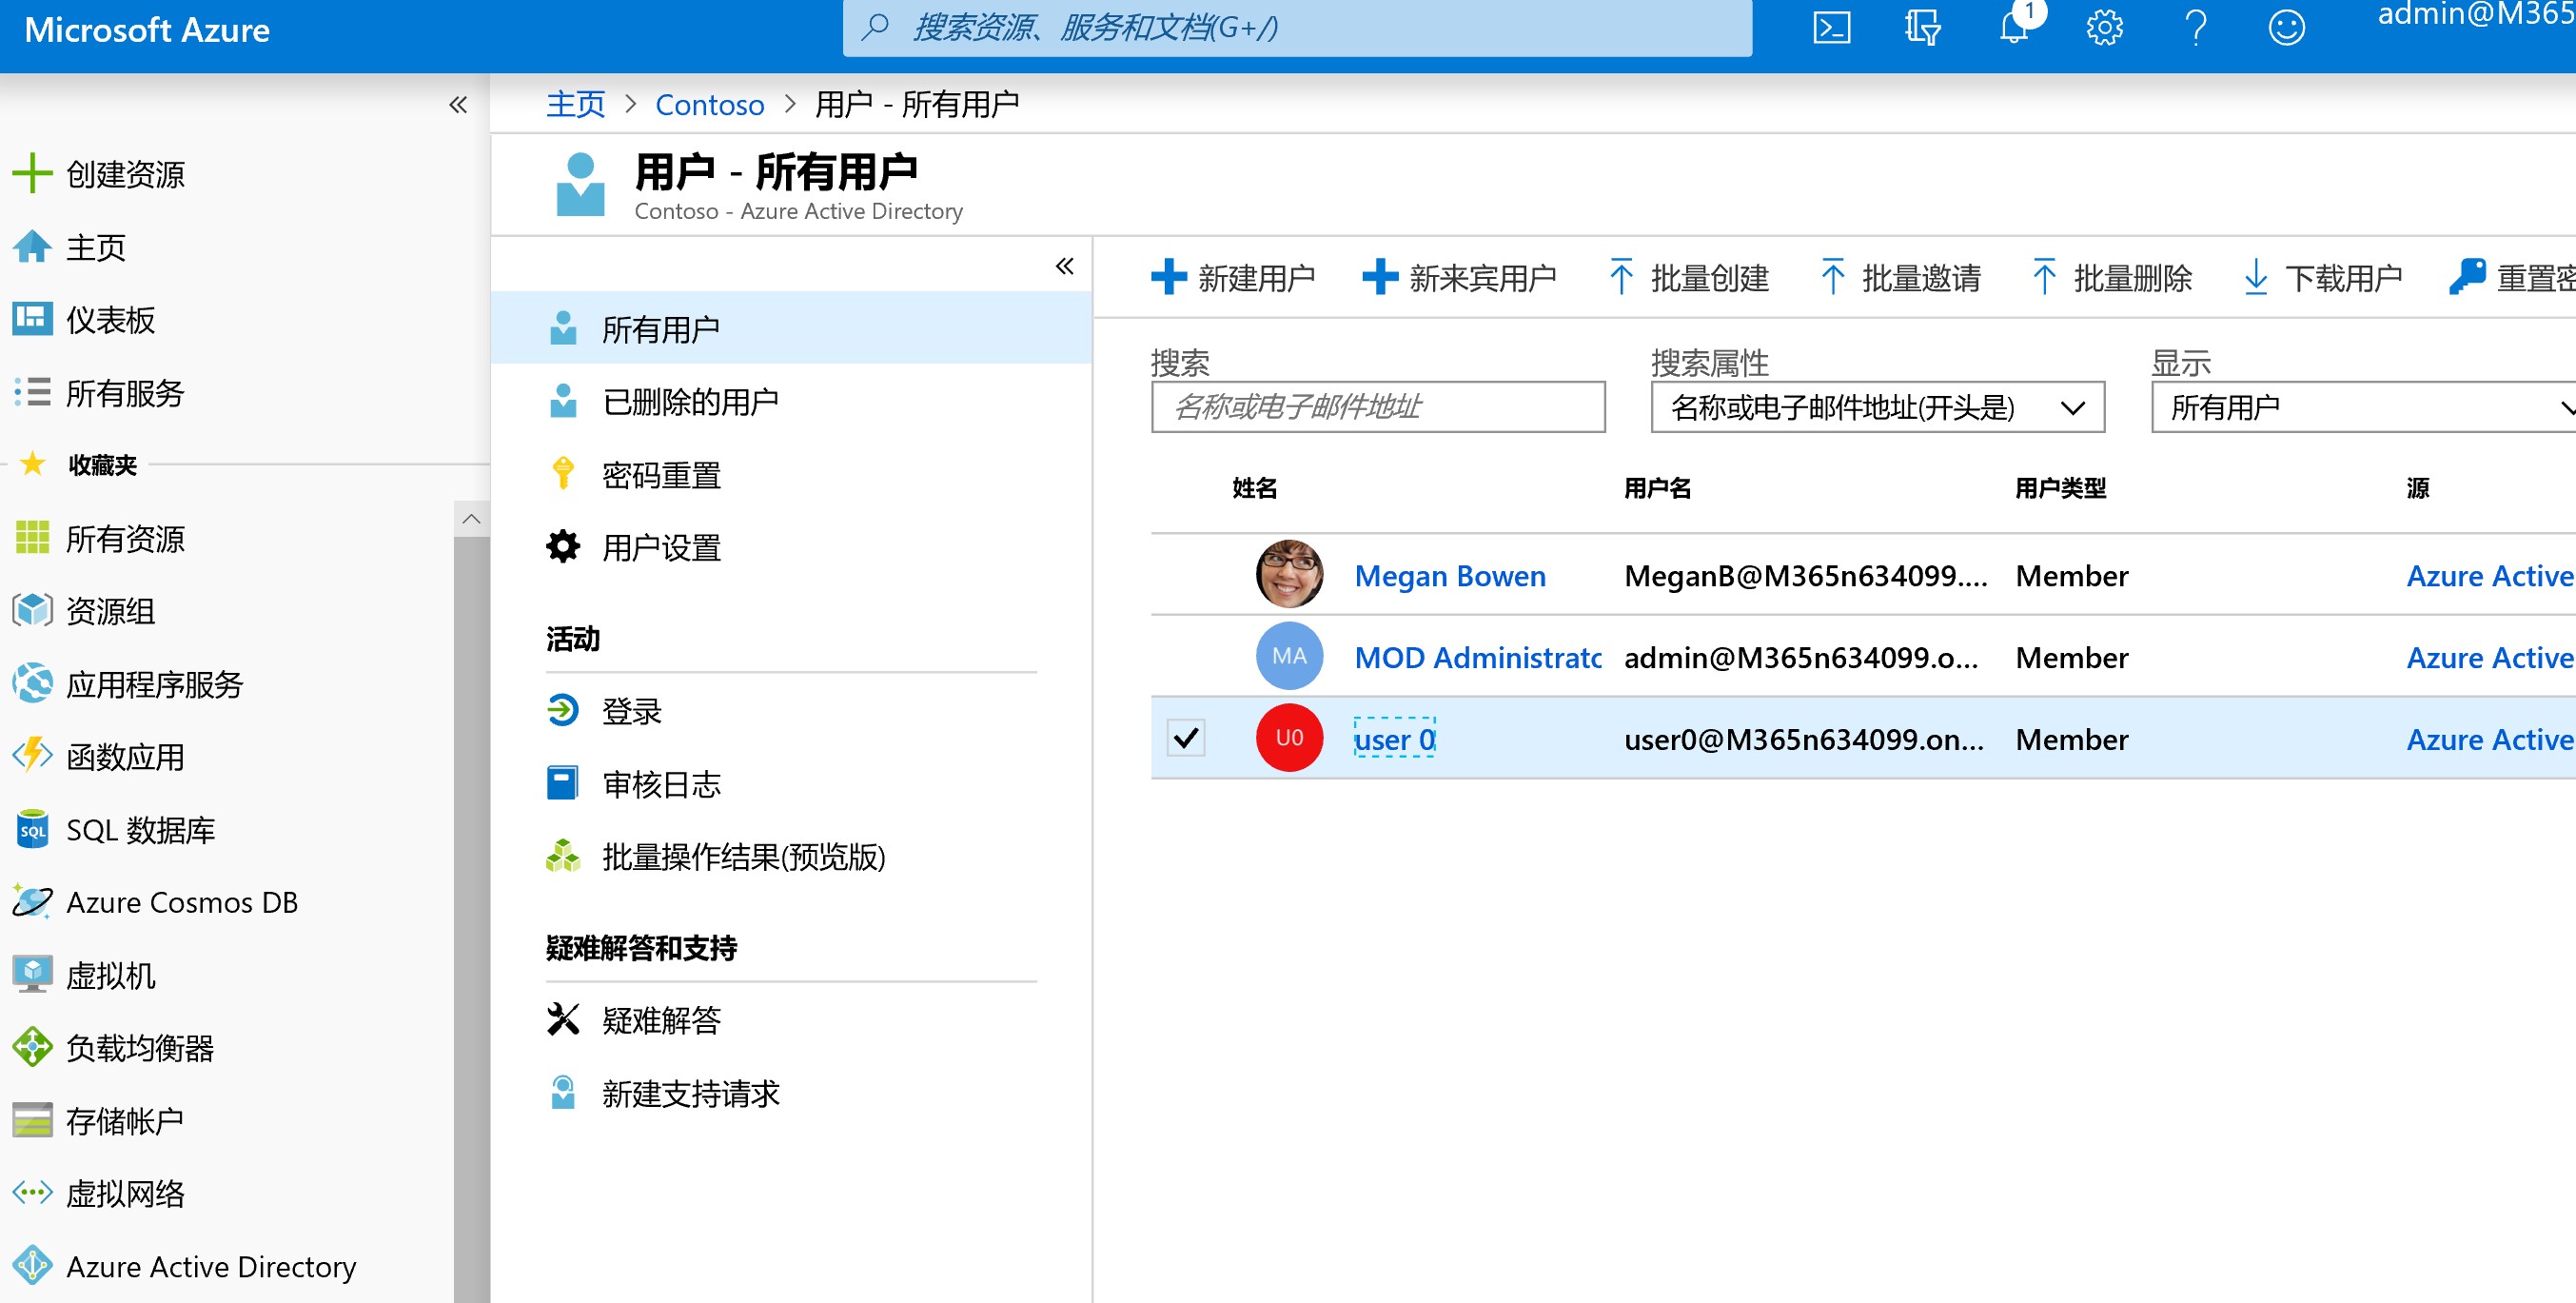 Microsoft Azure
搜索资源、服务和文档(G+/)
1
admin@M365
主页 > Contoso > 用户 - 所有用户
用户 - 所有用户
Contoso - Azure Active Directory
创建资源
主页
仪表板
所有服务
收藏夹
所有资源
资源组
应用程序服务
函数应用
SQL 数据库
Azure Cosmos DB
虚拟机
负载均衡器
存储帐户
虚拟网络
Azure Active Directory
所有用户
已删除的用户
密码重置
用户设置
活动
登录
审核日志
批量操作结果(预览版)
疑难解答和支持
疑难解答
新建支持请求
新建用户 新来宾用户 批量创建 批量邀请 批量删除 下载用户 重置密
搜索 搜索属性 显示
名称或电子邮件地址 名称或电子邮件地址(开头是) 所有用户
姓名 用户名 用户类型 源
Megan Bowen MeganB@M365n634099.... Member Azure Active
MA MOD Administratc admin@M365n634099.o... Member Azure Active
U0 user 0 user0@M365n634099.on... Member Azure Active